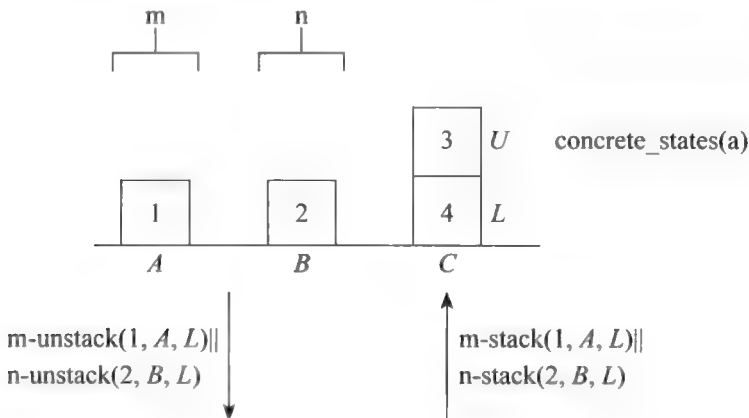 m n
3 U concrete_states(a)
1 2 4 L
A B C
m-unstack(1, A, L)|| m-stack(1, A, L)||
n-unstack(2, B, L) n-stack(2, B, L)